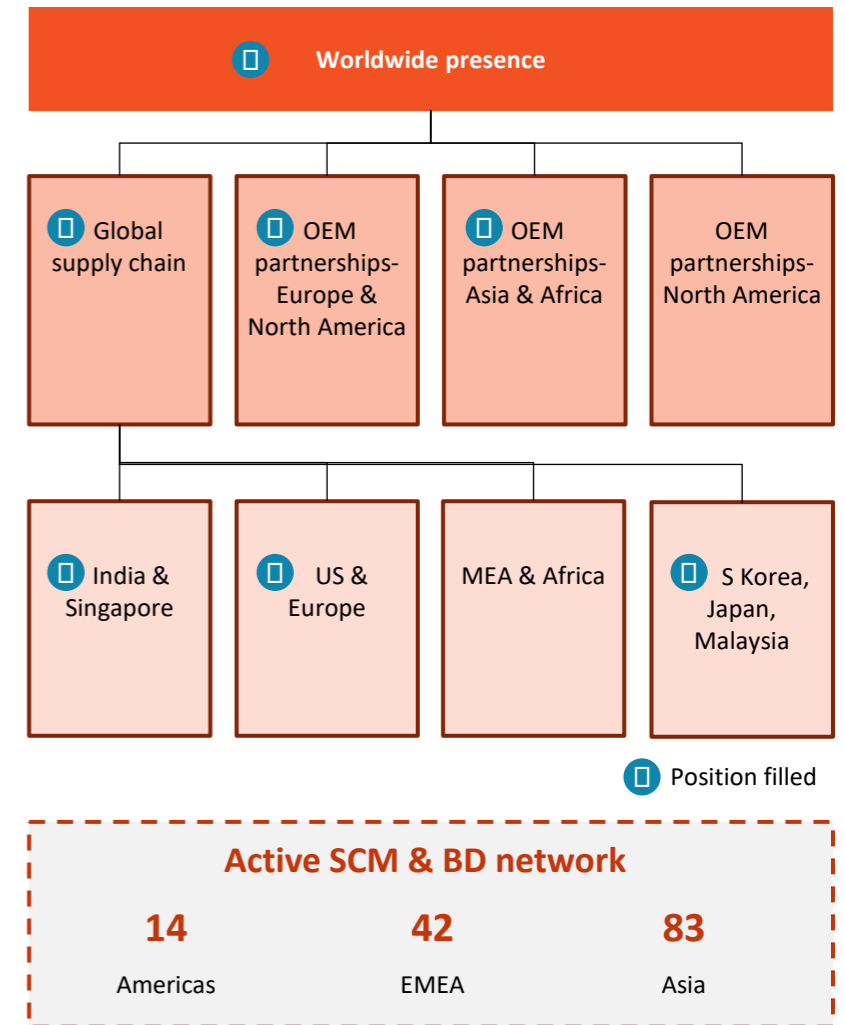 Worldwide presence
Global
supply chain
OEM
partnerships-
Europe &
North America
OEM
partnerships-
Asia & Africa
OEM
partnerships-
North America
India &
Singapore
US &
Europe
MEA & Africa
S Korea,
Japan,
Malaysia
Position filled
Active SCM & BD network
14
42
83
Americas
EMEA
Asia